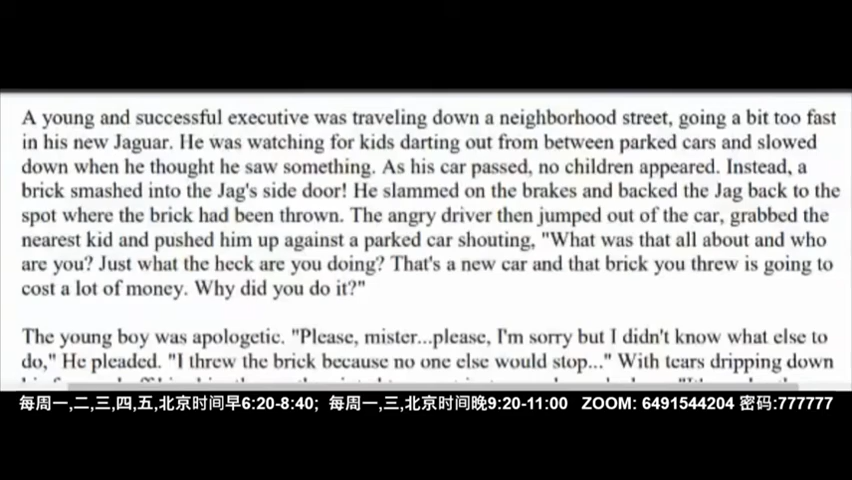 A young and successful executive was traveling down a neighborhood street, going a bit too fast
in his new Jaguar. He was watching for kids darting out from between parked cars and slowed
down when he thought he saw something. As his car passed, no children appeared. Instead, a
brick smashed into the Jag's side door! He slammed on the brakes and backed the Jag back to the
spot where the brick had been thrown. The angry driver then jumped out of the car, grabbed the
nearest kid and pushed him up against a parked car shouting, "What was that all about and who
are you? Just what the heck are you doing? That's a new car and that brick you threw is going to
cost a lot of money. Why did you do it?"
The young boy was apologetic. "Please, mister...please, I'm sorry but I didn't know what else to
do," He pleaded. "I threw the brick because no one else would stop..." With tears dripping down
每周一,二,三,四,五,北京时间早6:20-8:40; 每周一,三,北京时间晚9:20-11:00 ZOOM: 6491544204 密码:777777